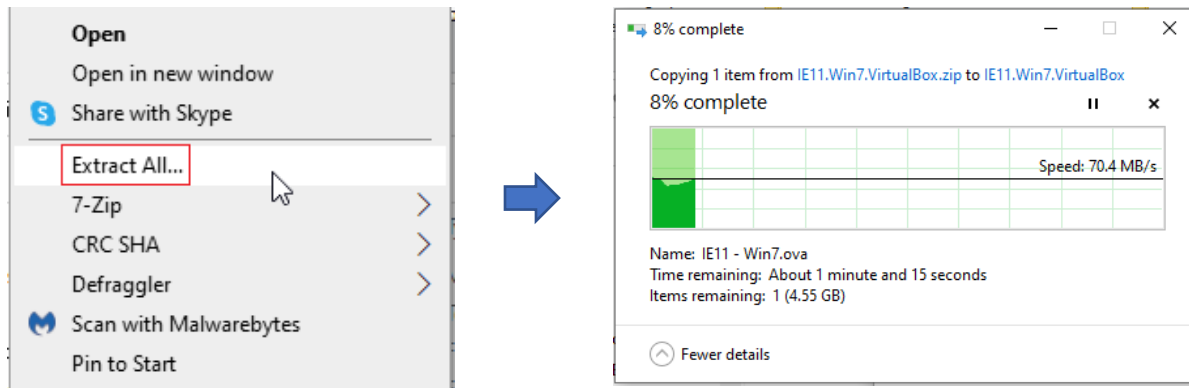 Open
Open in new window
Share with Skype
Extract All...
7-Zip
CRC SHA
Defraggler
Scan with Malwarebytes
Pin to Start
8% complete
Copying 1 item from IE11.Win7.VirtualBox.zip to IE11.Win7.VirtualBox
8% complete
Speed: 70.4 MB/s
Name: IE11 - Win7.ova
Time remaining: About 1 minute and 15 seconds
Items remaining: 1 (4.55 GB)
Fewer details